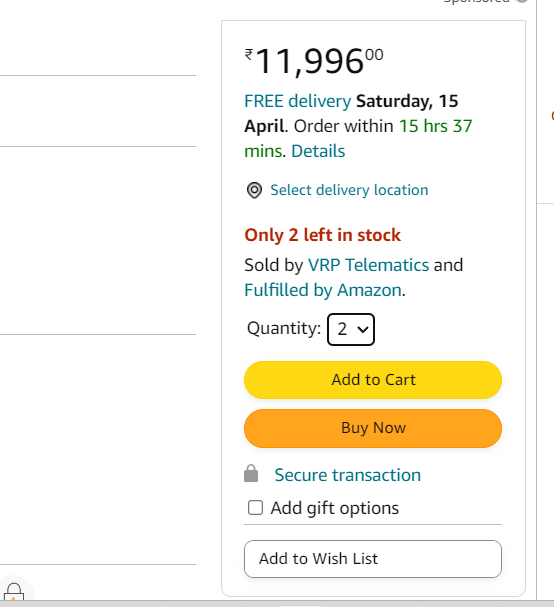 Sponsored
₹11,99600
FREE delivery Saturday, 15
April. Order within 15 hrs 37
mins. Details
Select delivery location
Only 2 left in stock
Sold by VRP Telematics and
Fulfilled by Amazon.
Quantity: 2
Add to Cart
Buy Now
Secure transaction
Add gift options
Add to Wish List